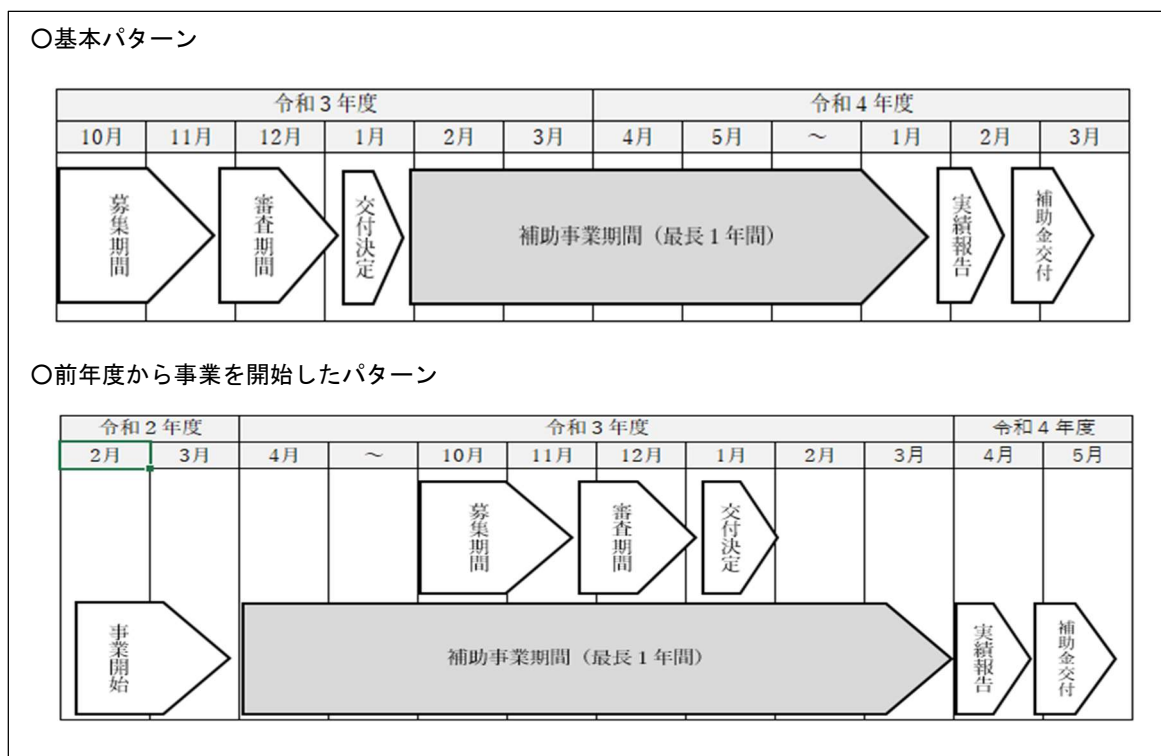 〇基本パターン
令和3年度 令和4年度
10月 11月 12月 1月 2月 3月 4月 5月 ～ 1月 2月 3月
募集期間 審査期間 交付決定 補助事業期間（最長1年間） 実績報告 補助金交付
〇前年度から事業を開始したパターン
令和2年度 令和3年度 令和4年度
2月 3月 4月 ～ 10月 11月 12月 1月 2月 3月 4月 5月
募集期間 審査期間 交付決定
事業開始 補助事業期間（最長1年間） 実績報告 補助金交付